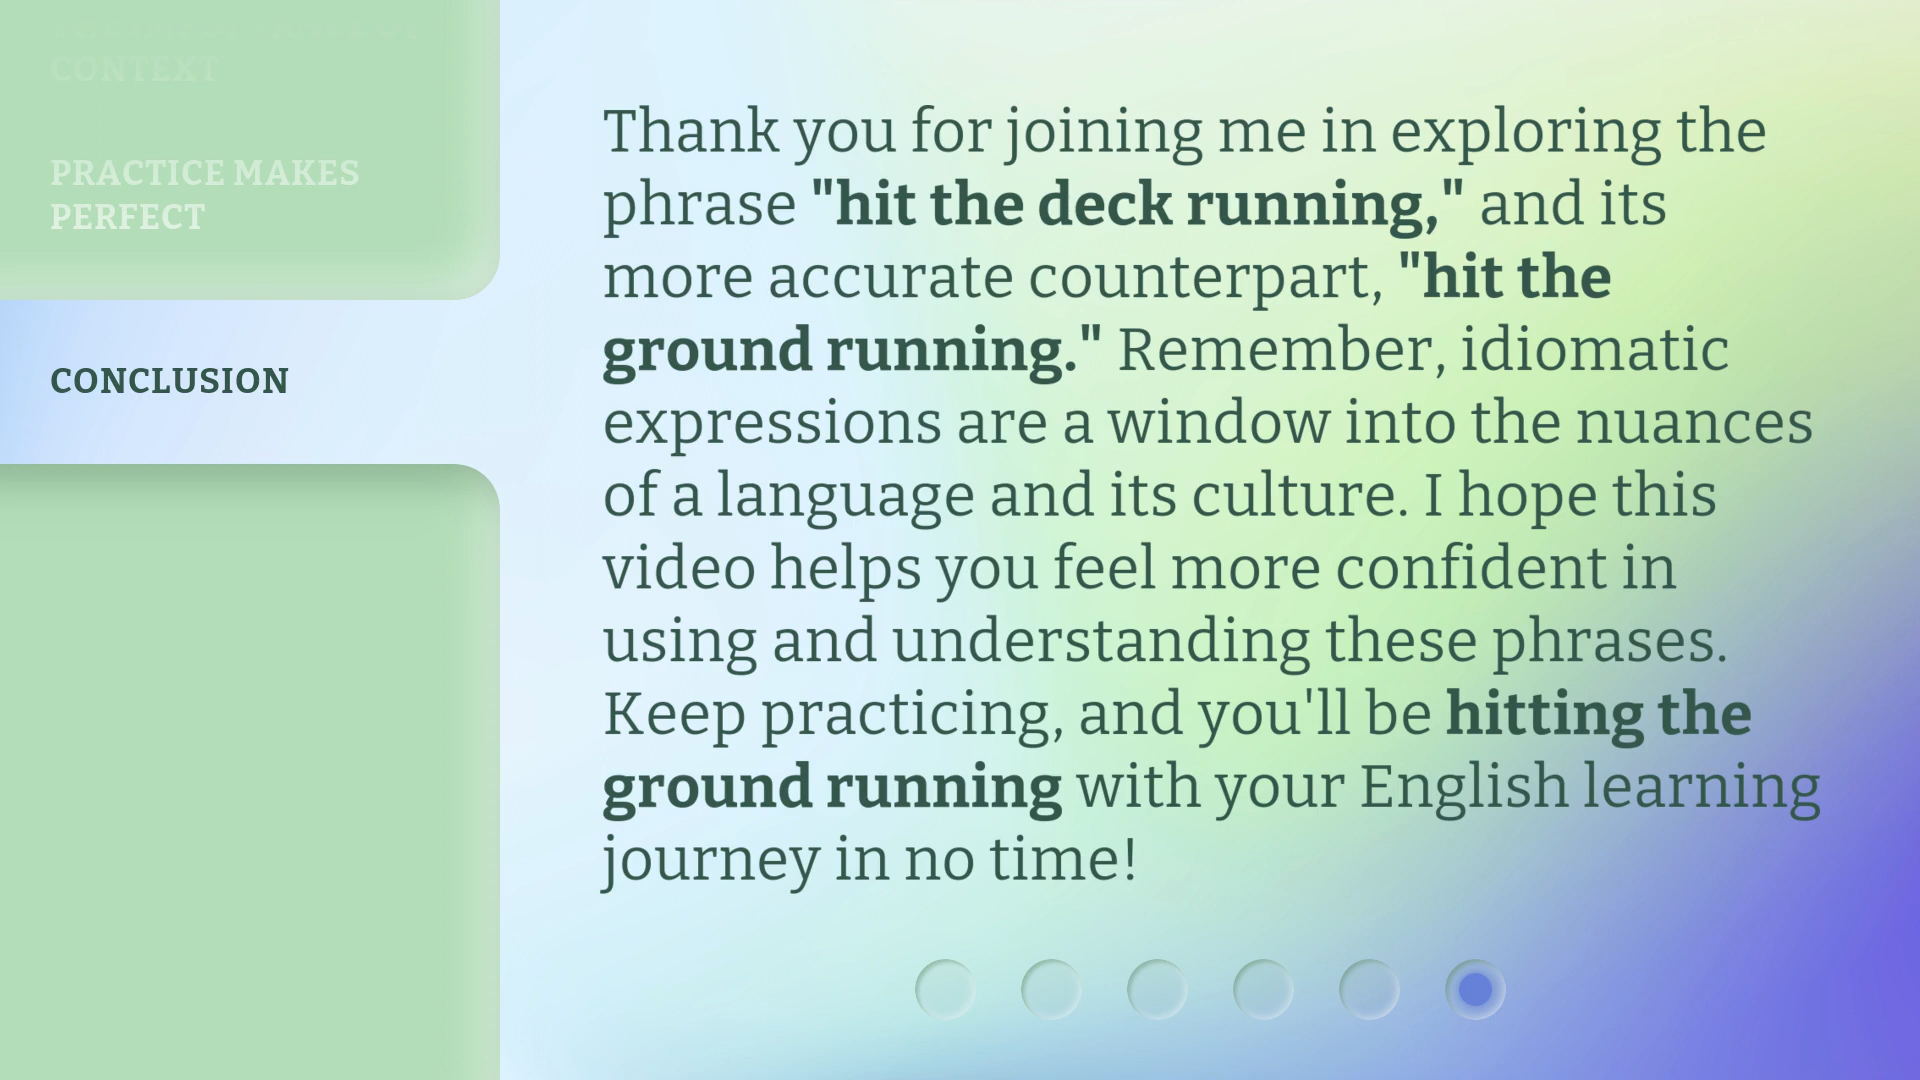 CONTEXT
PRACTICE MAKES
PERFECT
CONCLUSION
Thank you for joining me in exploring the
phrase "hit the deck running," and its
more accurate counterpart, "hit the
ground running." Remember, idiomatic
expressions are a window into the nuances
of a language and its culture. I hope this
video helps you feel more confident in
using and understanding these phrases.
Keep practicing, and you'll be hitting the
ground running with your English learning
journey in no time!